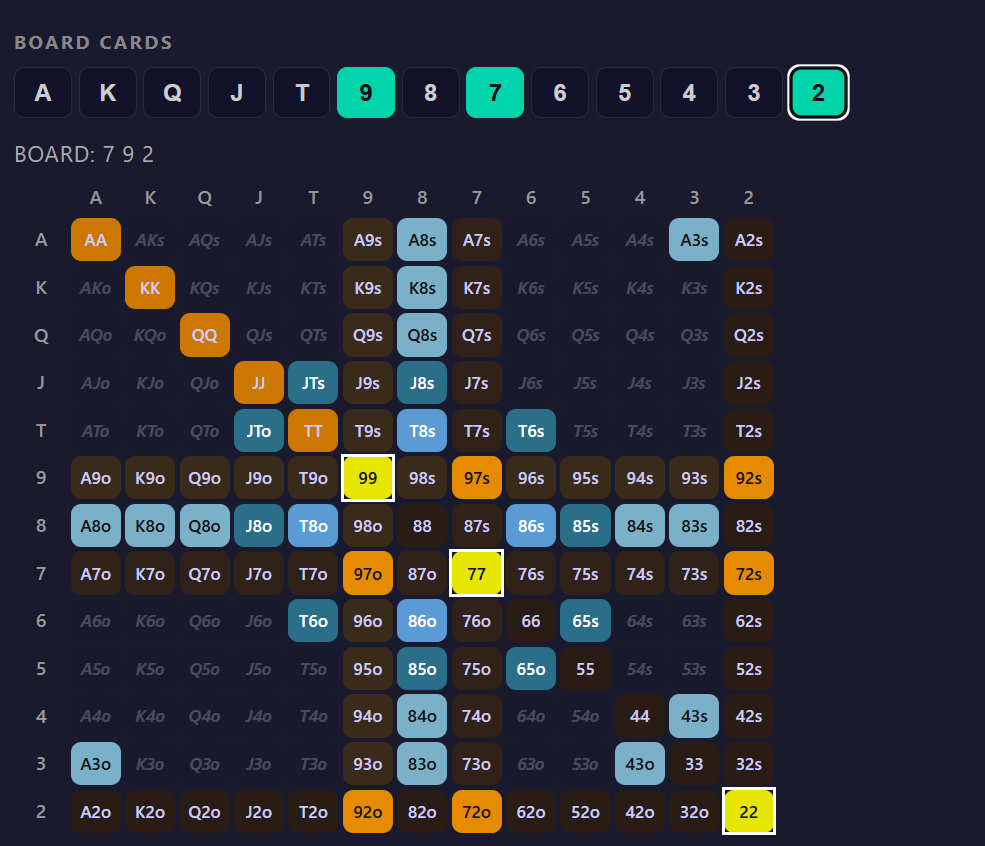 BOARD CARDS
A K Q J T 9 8 7 6 5 4 3 2
BOARD: 7 9 2
A K Q J T 9 8 7 6 5 4 3 2
A AA AKs AQs AJs ATs A9s A8s A7s A6s A5s A4s A3s A2s
K AKo KK KQs KJs KTs K9s K8s K7s K6s K5s K4s K3s K2s
Q AQo KQo QQ QJs QTs Q9s Q8s Q7s Q6s Q5s Q4s Q3s Q2s
J AJo KJo QJo JJ JTs J9s J8s J7s J6s J5s J4s J3s J2s
T ATo KTo QTo JTo TT T9s T8s T7s T6s T5s T4s T3s T2s
9 A9o K9o Q9o J9o T9o 99 98s 97s 96s 95s 94s 93s 92s
8 A8o K8o Q8o J8o T8o 98o 88 87s 86s 85s 84s 83s 82s
7 A7o K7o Q7o J7o T7o 97o 87o 77 76s 75s 74s 73s 72s
6 A6o K6o Q6o J6o T6o 96o 86o 76o 66 65s 64s 63s 62s
5 A5o K5o Q5o J5o T5o 95o 85o 75o 65o 55 54s 53s 52s
4 A4o K4o Q4o J4o T4o 94o 84o 74o 64o 54o 44 43s 42s
3 A3o K3o Q3o J3o T3o 93o 83o 73o 63o 53o 43o 33 32s
2 A2o K2o Q2o J2o T2o 92o 82o 72o 62o 52o 42o 32o 22